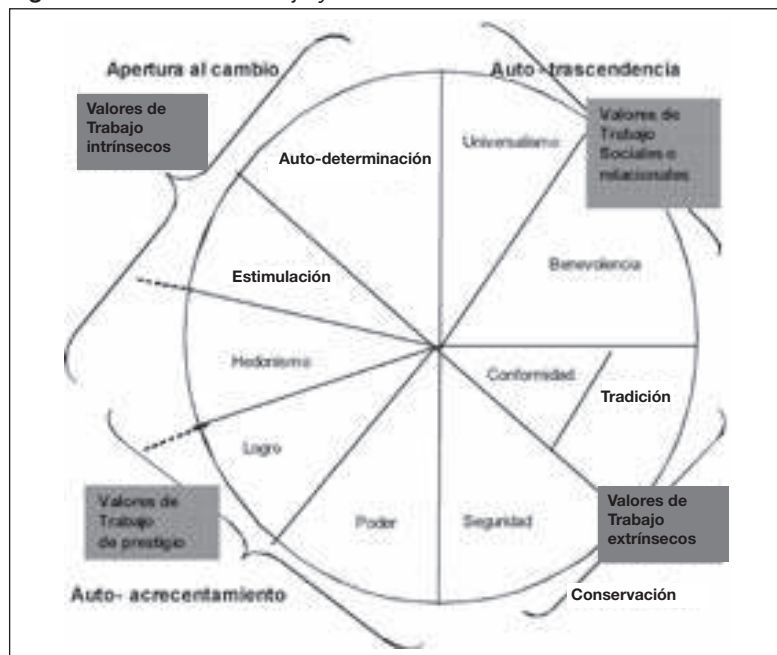 Apertura al cambio
Auto-trascendencia
Valores de
Trabajo
intrínsecos
Valores de
Trabajo
Sociales o
relacionales
Universalismo
Auto-determinación
Benevolencia
Estimulación
Hedonismo
Conformidad
Tradición
Logro
Valores de
Trabajo
de prestigio
Poder
Seguridad
Valores de
Trabajo
extrínsecos
Auto- acrecentamiento
Conservación